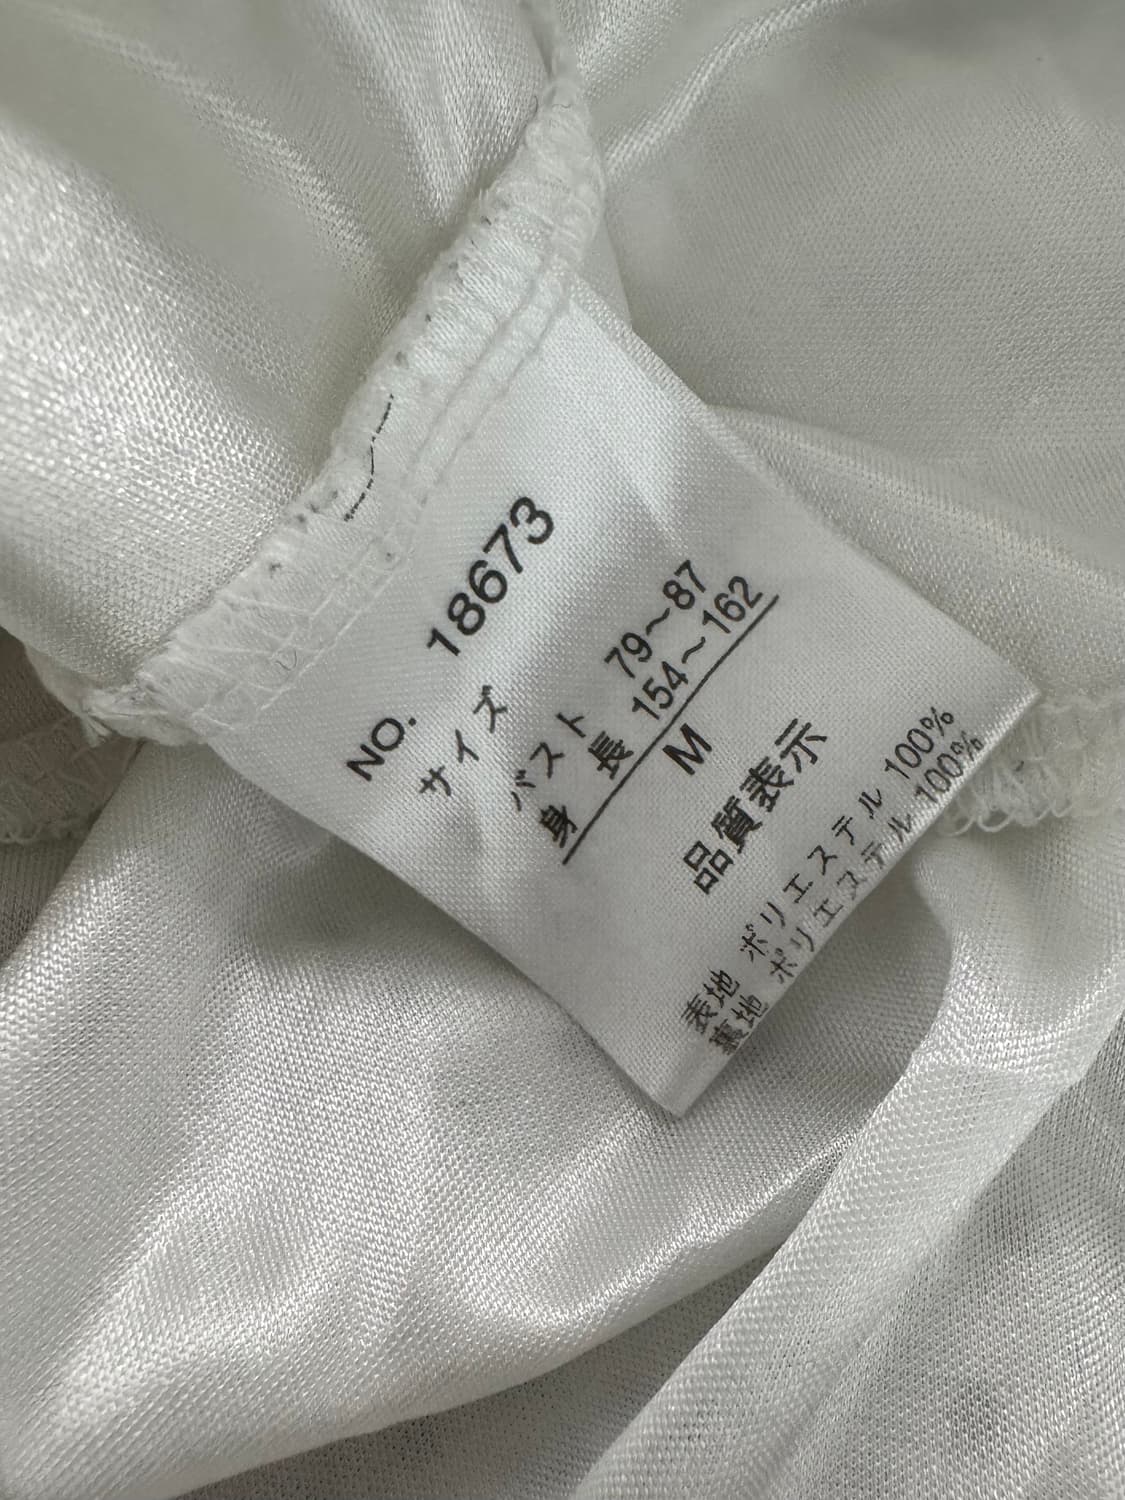 NO. 18673
サイズ
バスト 79～87
身長 154～162
M
品質表示
表地 ポリエステル 100%
裏地 ポリエステル 100%